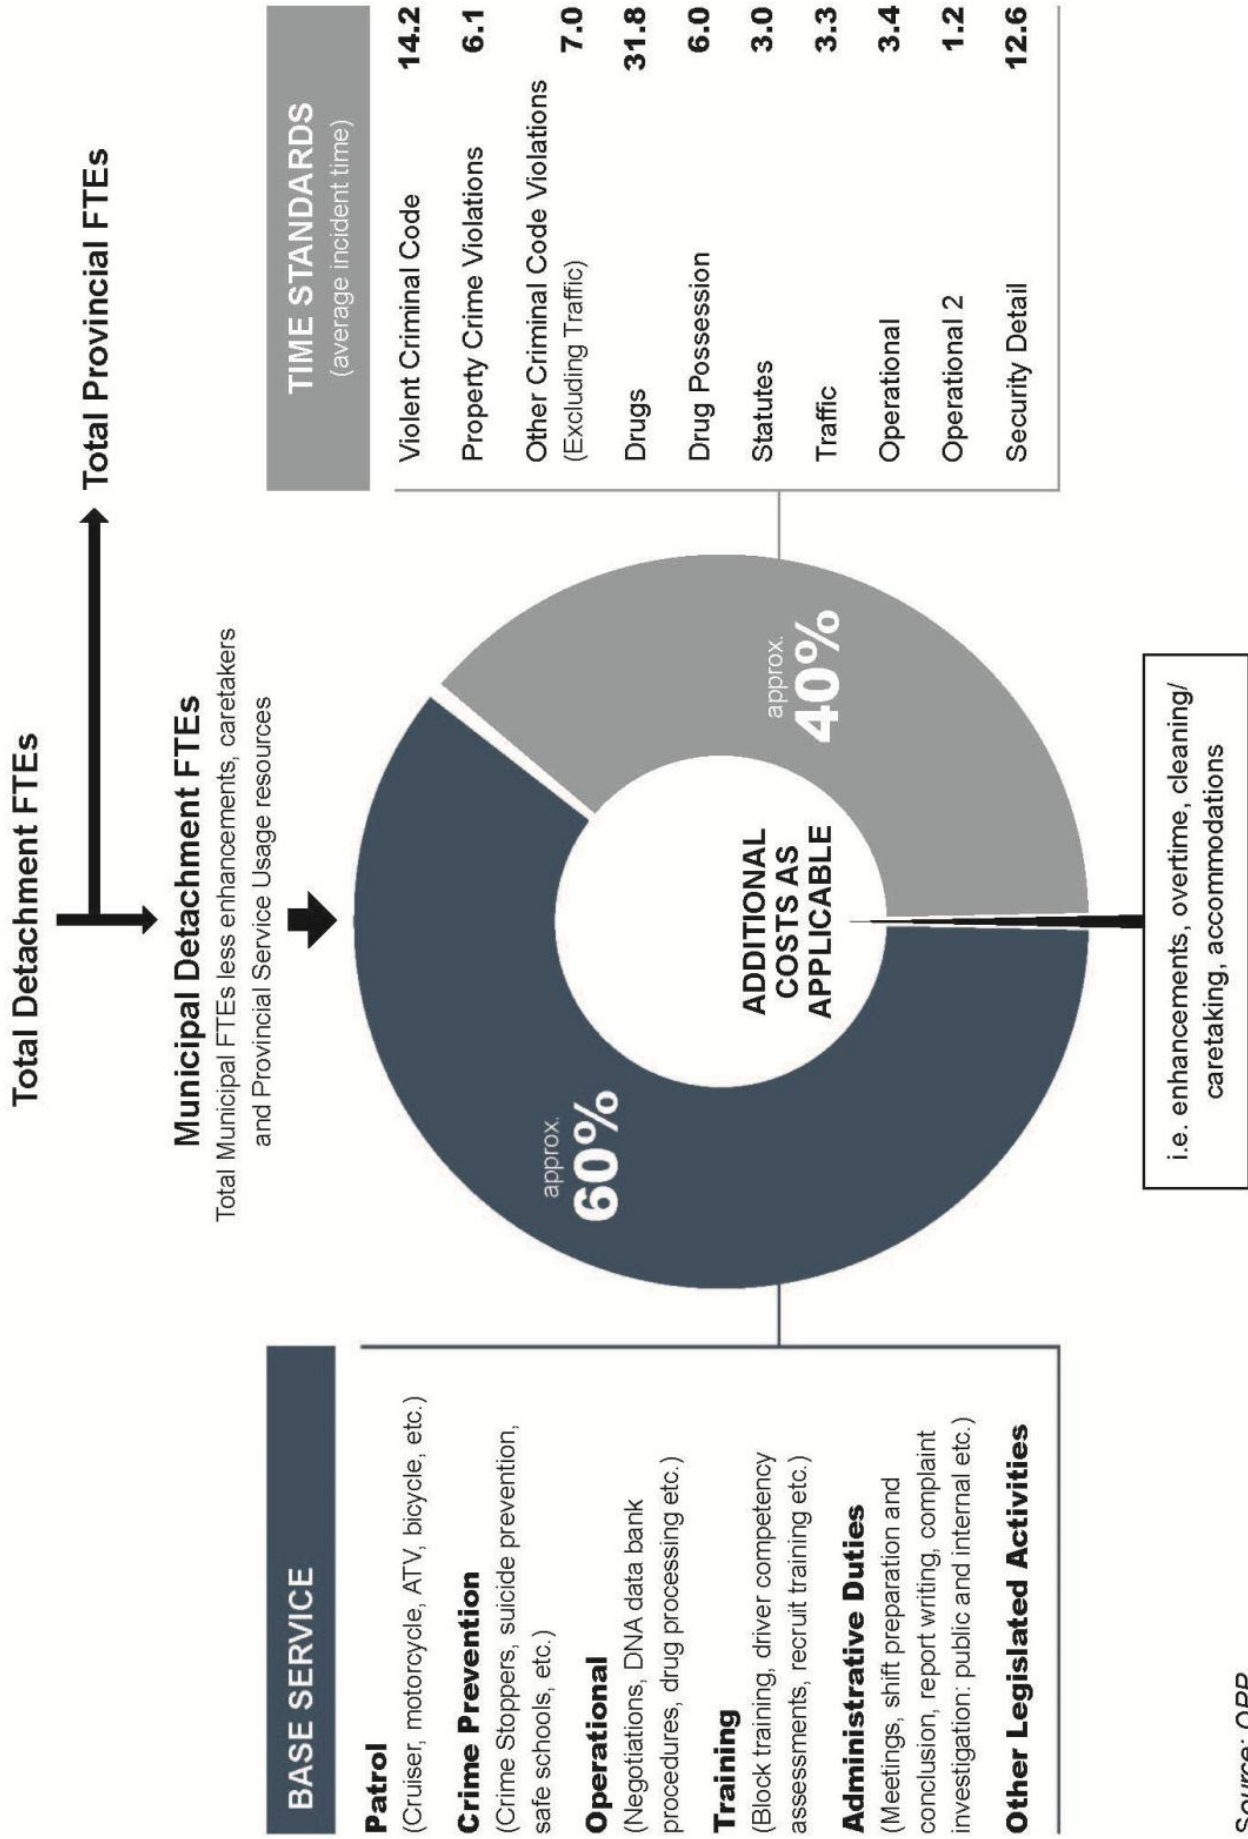 Total Detachment FTEs
Total Provincial FTEs
Municipal Detachment FTEs
Total Municipal FTEs less enhancements, caretakers
and Provincial Service Usage resources
BASE SERVICE
Patrol
(Cruiser, motorcycle, ATV, bicycle, etc.)
Crime Prevention
(Crime Stoppers, suicide prevention,
safe schools, etc.)
Operational
(Negotiations, DNA data bank
procedures, drug processing etc.)
Training
(Block training, driver competency
assessments, recruit training etc.)
Administrative Duties
(Meetings, shift preparation and
conclusion, report writing, complaint
investigation: public and internal etc.)
Other Legislated Activities
approx.
60%
ADDITIONAL
COSTS AS
APPLICABLE
approx.
40%
TIME STANDARDS
(average incident time)
Violent Criminal Code 14.2
Property Crime Violations 6.1
Other Criminal Code Violations
(Excluding Traffic) 7.0
Drugs 31.8
Drug Possession 6.0
Statutes 3.0
Traffic 3.3
Operational 3.4
Operational 2 1.2
Security Detail 12.6
i.e. enhancements, overtime, cleaning/
caretaking, accommodations
Source: OPP